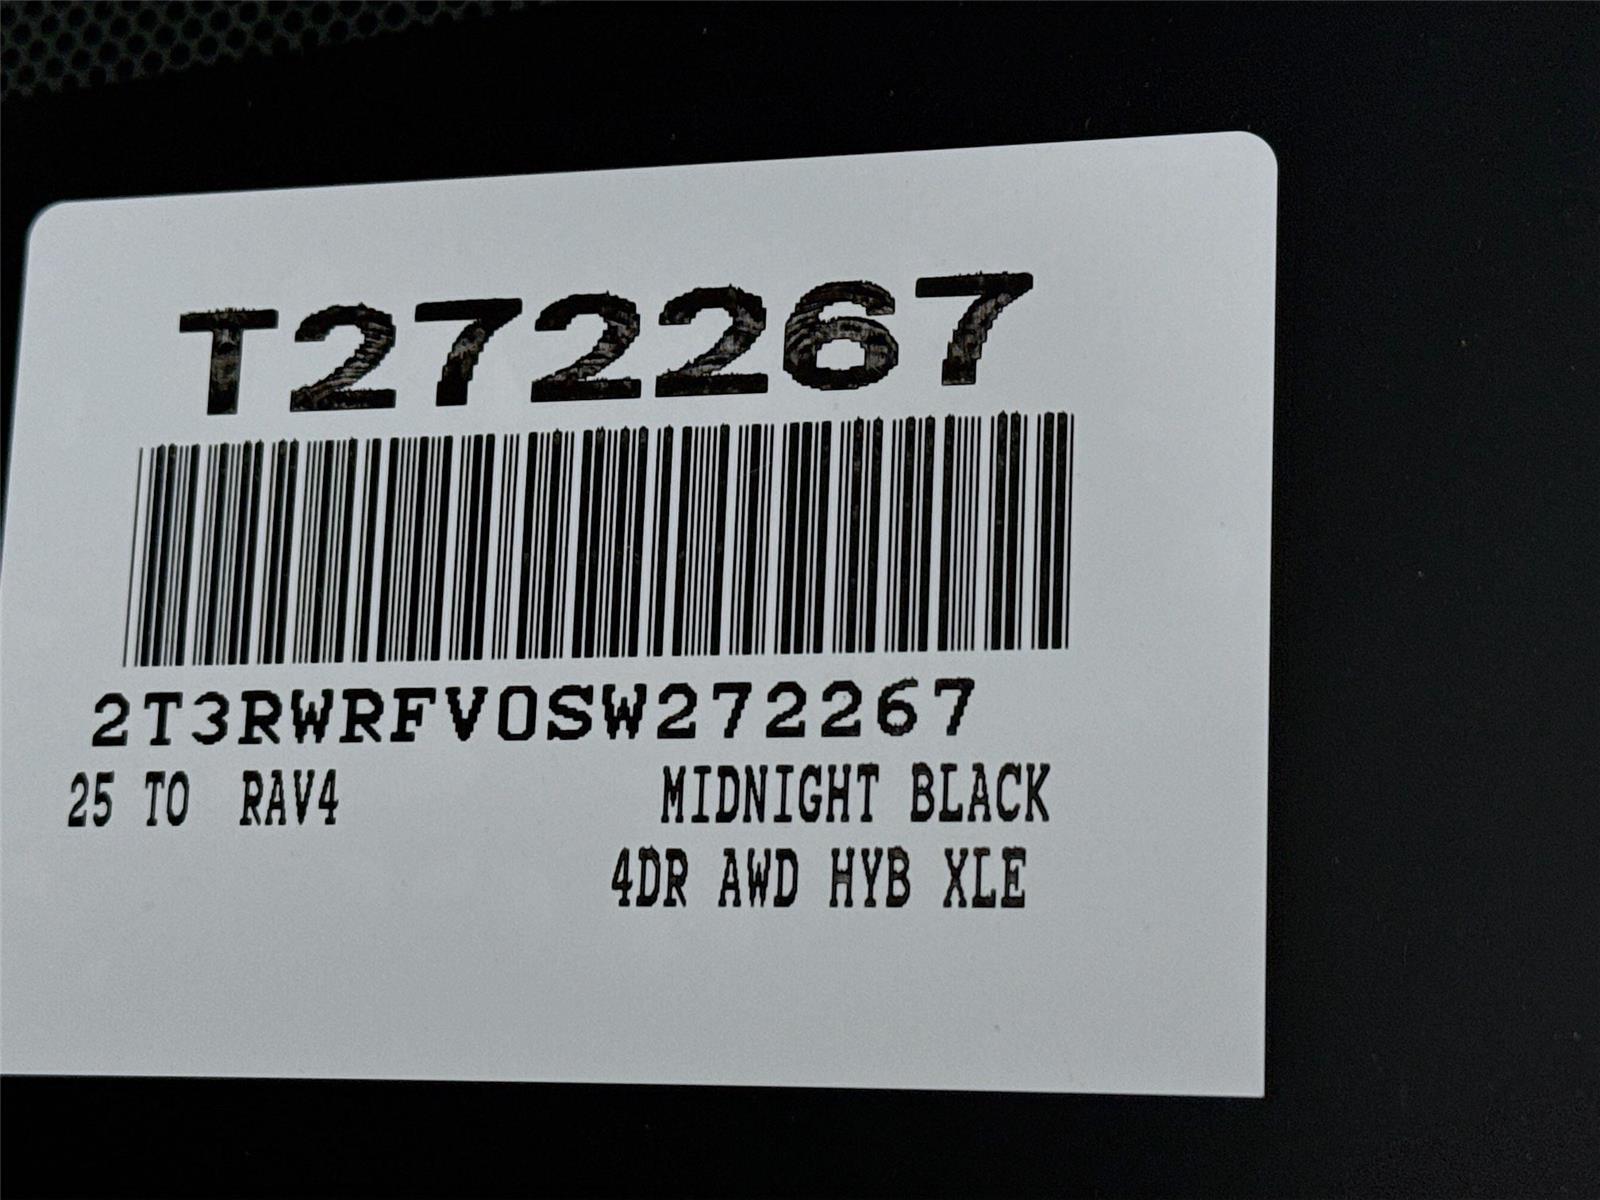 T272267
2T3RWRFV0SW272267
25 TO RAV4 MIDNIGHT BLACK
4DR AWD HYB XLE